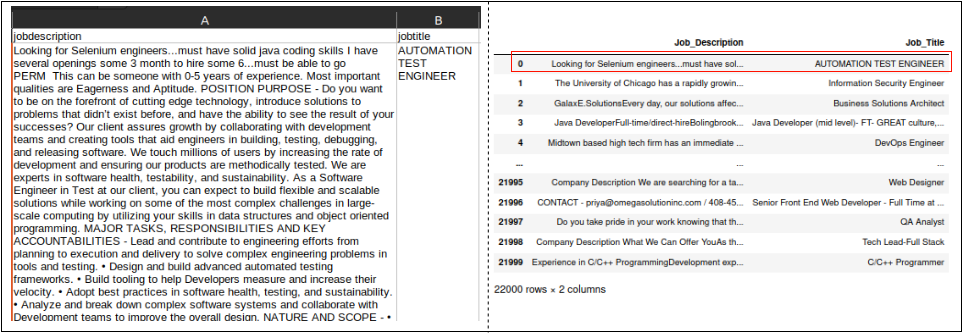 A B
jobdescription jobtitle
Looking for Selenium engineers...must have solid java coding skills I have AUTOMATION
several openings some 3 month to hire some 6...must be able to go TEST
PERM This can be someone with 0-5 years of experience. Most important ENGINEER
qualities are Eagerness and Aptitude. POSITION PURPOSE - Do you want
to be on the forefront of cutting edge technology, introduce solutions to
problems that didn't exist before, and have the ability to see the result of your
successes? Our client assures growth by collaborating with development
teams and creating tools that aid engineers in building, testing, debugging,
and releasing software. We touch millions of users by increasing the rate of
development and ensuring our products are methodically tested. We are
experts in software health, testability, and sustainability. As a Software
Engineer in Test at our client, you can expect to build flexible and scalable
solutions while working on some of the most complex challenges in large-
scale computing by utilizing your skills in data structures and object oriented
programming. MAJOR TASKS, RESPONSIBILITIES AND KEY
ACCOUNTABILITIES - Lead and contribute to engineering efforts from
planning to execution and delivery to solve complex engineering problems in
tools and testing. • Design and build advanced automated testing
frameworks. • Build tooling to help Developers measure and increase their
velocity. • Adopt best practices in software health, testing, and sustainability.
• Analyze and break down complex software systems and collaborate with
Development teams to improve the overall design. NATURE AND SCOPE - •
Job_Description Job_Title
0 Looking for Selenium engineers...must have sol... AUTOMATION TEST ENGINEER
1 The University of Chicago has a rapidly growin... Information Security Engineer
2 GalaxE.SolutionsEvery day, our solutions affec... Business Solutions Architect
3 Java DeveloperFull-time/direct-hireBolingbrook... Java Developer (mid level)- FT- GREAT culture,...
4 Midtown based high tech firm has an immediate ... DevOps Engineer
... ... ...
21995 Company Description We are searching for a ta... Web Designer
21996 CONTACT - priya@omegasolutioninc.com / 408-45... Senior Front End Web Developer - Full Time at ...
21997 Do you take pride in your work knowing that th... QA Analyst
21998 Company Description What We Can Offer YouAs th... Tech Lead-Full Stack
21999 Experience in C/C++ ProgrammingDevelopment exp... C/C++ Programmer
22000 rows × 2 columns